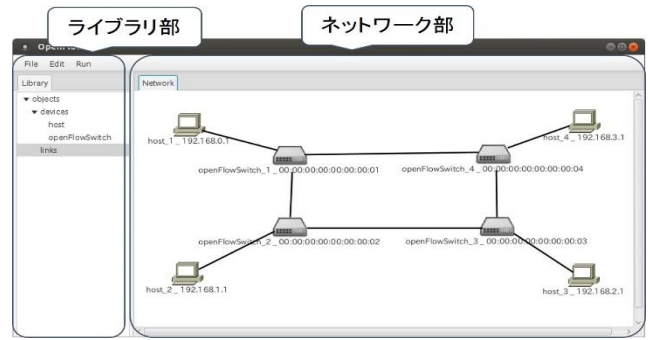 ライブラリ部
ネットワーク部
File Edit Run
Library
Network
objects
devices
host
openFlowSwitch
links
host_1 _ 192.168.0.1
host_4 _ 192.168.3.1
openFlowSwitch_1 _ 00:00:00:00:00:00:00:01
openFlowSwitch_4 _ 00:00:00:00:00:00:00:04
openFlowSwitch_2 _ 00:00:00:00:00:00:00:02
openFlowSwitch_3 _ 00:00:00:00:00:00:00:03
host_2 _ 192.168.1.1
host_3 _ 192.168.2.1